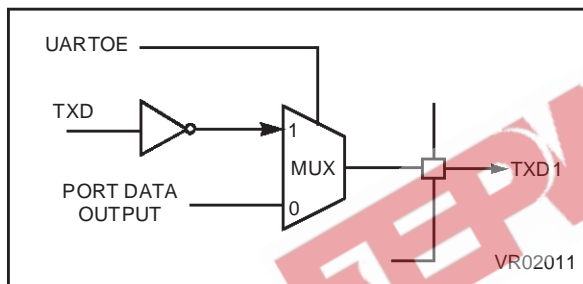 UARTOE
TXD
1
MUX
TXD1
PORT DATA
OUTPUT
0
VR02011